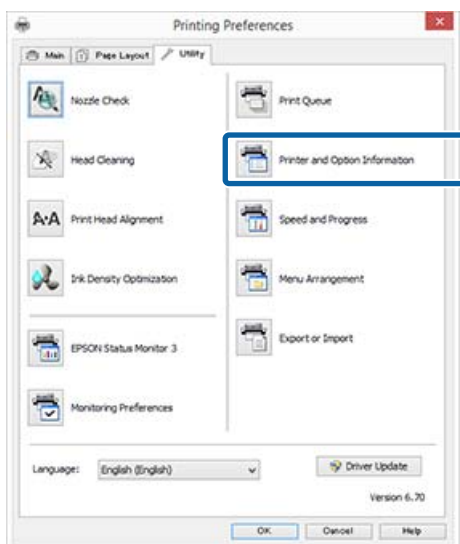 Printing Preferences
Main
Page Layout
Utility
Nozzle Check
Print Queue
Head Cleaning
Printer and Option Information
A·A
Print Head Alignment
Speed and Progress
Ink Density Optimization
Menu Arrangement
EPSON Status Monitor 3
Export or Import
Monitoring Preferences
Language:
English (English)
Driver Update
Version 6.70
OK
Cancel
Help